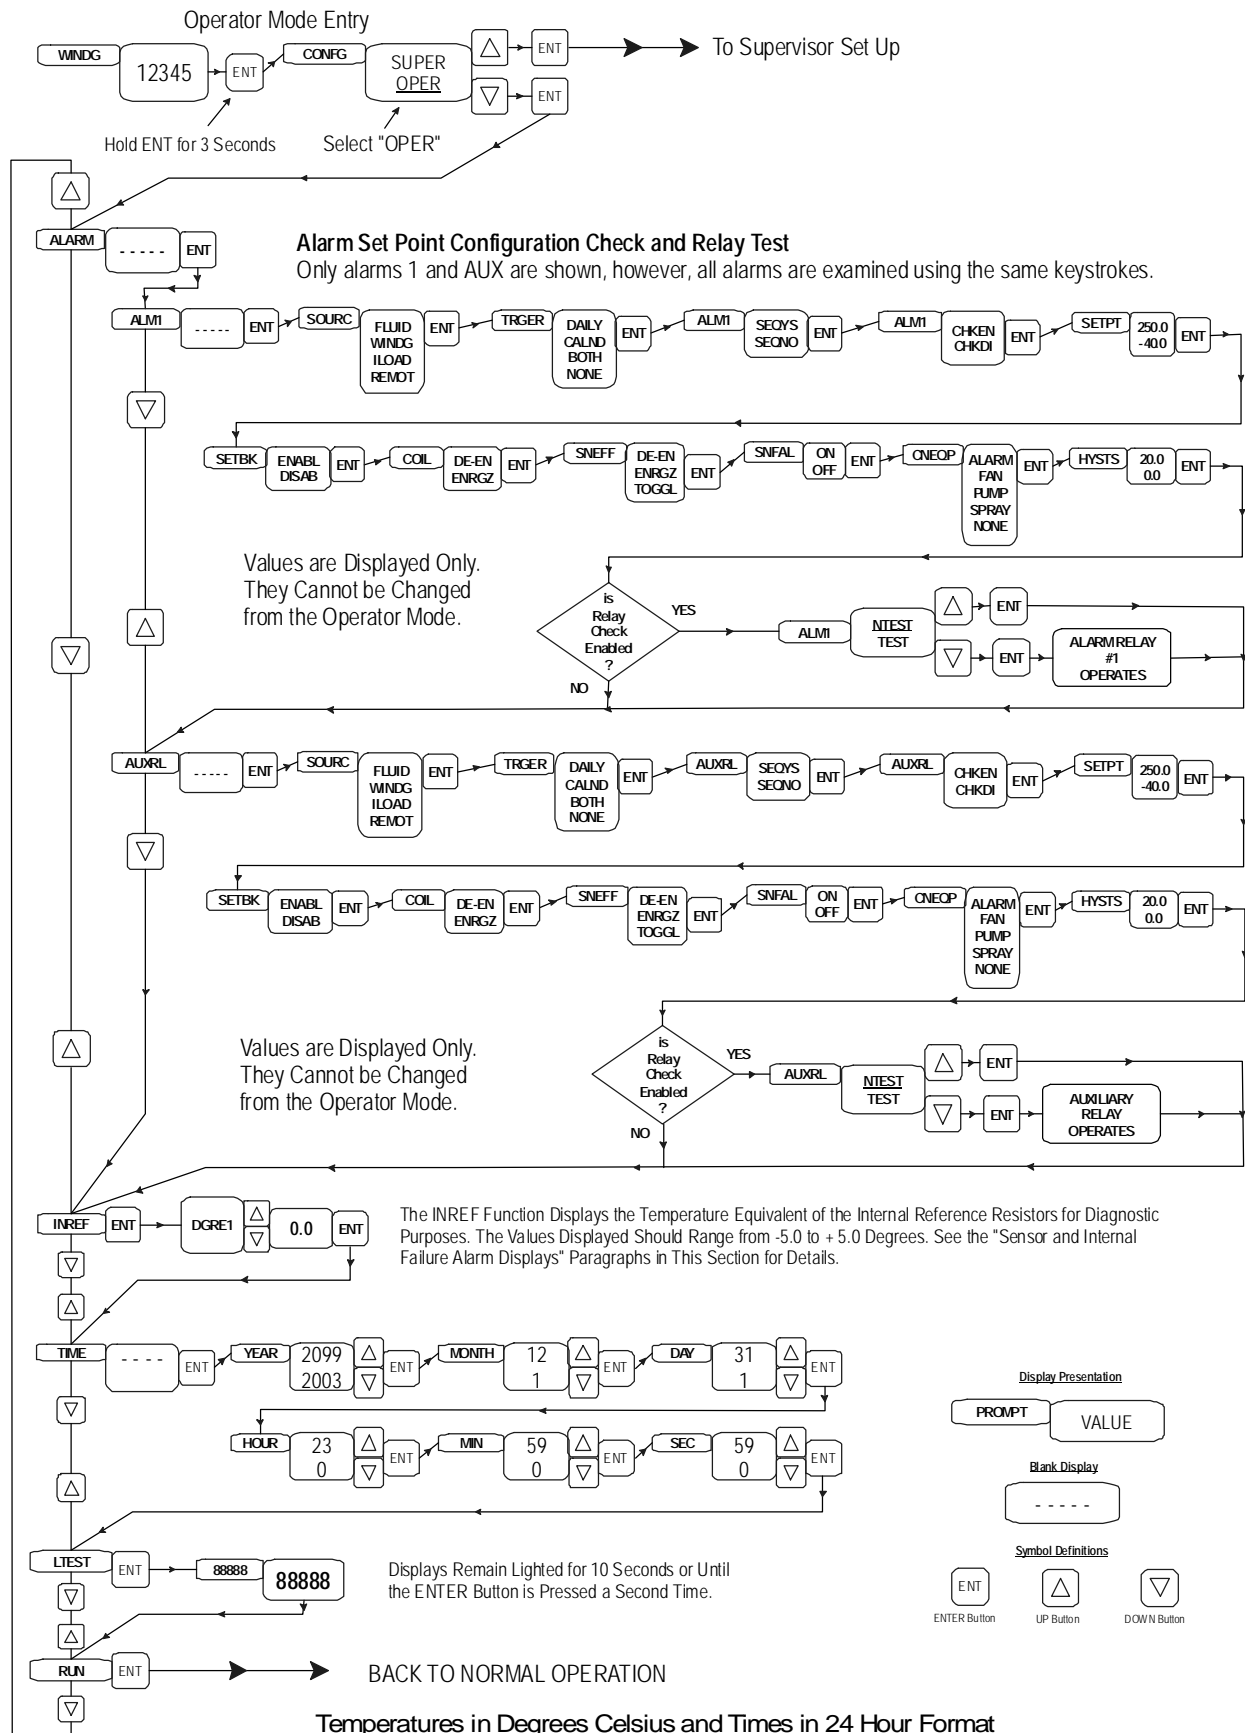 Operator Mode Entry
WINDG
12345
ENT
CONFG
SUPER
OPER
ENT
To Supervisor Set Up
ENT
Hold ENT for 3 Seconds
Select "OPER"
ALARM
- - - - -
ENT
Alarm Set Point Configuration Check and Relay Test
Only alarms 1 and AUX are shown, however, all alarms are examined using the same keystrokes.
ALM1
- - - - -
ENT
SOURC
FLUID
WINDG
ILOAD
REMOT
ENT
TRGER
DAILY
CALND
BOTH
NONE
ENT
ALM1
SEQYS
SEQNO
ENT
ALM1
CHKEN
CHKDI
ENT
SETPT
250.0
-40.0
ENT
SETBK
ENABL
DISAB
ENT
COIL
DE-EN
ENRGZ
ENT
SNEFF
DE-EN
ENRGZ
TOGGL
ENT
SNFAL
ON
OFF
ENT
CNEQP
ALARM
FAN
PUMP
SPRAY
NONE
ENT
HYSTS
20.0
0.0
ENT
Values are Displayed Only.
They Cannot be Changed
from the Operator Mode.
is
Relay
Check
Enabled
?
YES
NO
ALM1
NTEST
TEST
ENT
ENT
ALARM RELAY
#1
OPERATES
AUXRL
- - - - -
ENT
SOURC
FLUID
WINDG
ILOAD
REMOT
ENT
TRGER
DAILY
CALND
BOTH
NONE
ENT
AUXRL
SEQYS
SEQNO
ENT
AUXRL
CHKEN
CHKDI
ENT
SETPT
250.0
-40.0
ENT
SETBK
ENABL
DISAB
ENT
COIL
DE-EN
ENRGZ
ENT
SNEFF
DE-EN
ENRGZ
TOGGL
ENT
SNFAL
ON
OFF
ENT
CNEQP
ALARM
FAN
PUMP
SPRAY
NONE
ENT
HYSTS
20.0
0.0
ENT
Values are Displayed Only.
They Cannot be Changed
from the Operator Mode.
is
Relay
Check
Enabled
?
YES
NO
AUXRL
NTEST
TEST
ENT
ENT
AUXILIARY
RELAY
OPERATES
INREF
ENT
DGRE1
0.0
ENT
The INREF Function Displays the Temperature Equivalent of the Internal Reference Resistors for Diagnostic
Purposes. The Values Displayed Should Range from -5.0 to + 5.0 Degrees. See the "Sensor and Internal
Failure Alarm Displays" Paragraphs in This Section for Details.
TIME
- - - -
ENT
YEAR
2099
2003
ENT
MONTH
12
1
ENT
DAY
31
1
ENT
HOUR
23
0
ENT
MIN
59
0
ENT
SEC
59
0
ENT
Display Presentation
PROMPT
VALUE
Blank Display
- - - - -
Symbol Definitions
ENT
ENTER Button
UP Button
DOWN Button
LTEST
ENT
88888
88888
Displays Remain Lighted for 10 Seconds or Until
the ENTER Button is Pressed a Second Time.
RUN
ENT
BACK TO NORMAL OPERATION
Temperatures in Degrees Celsius and Times in 24 Hour Format